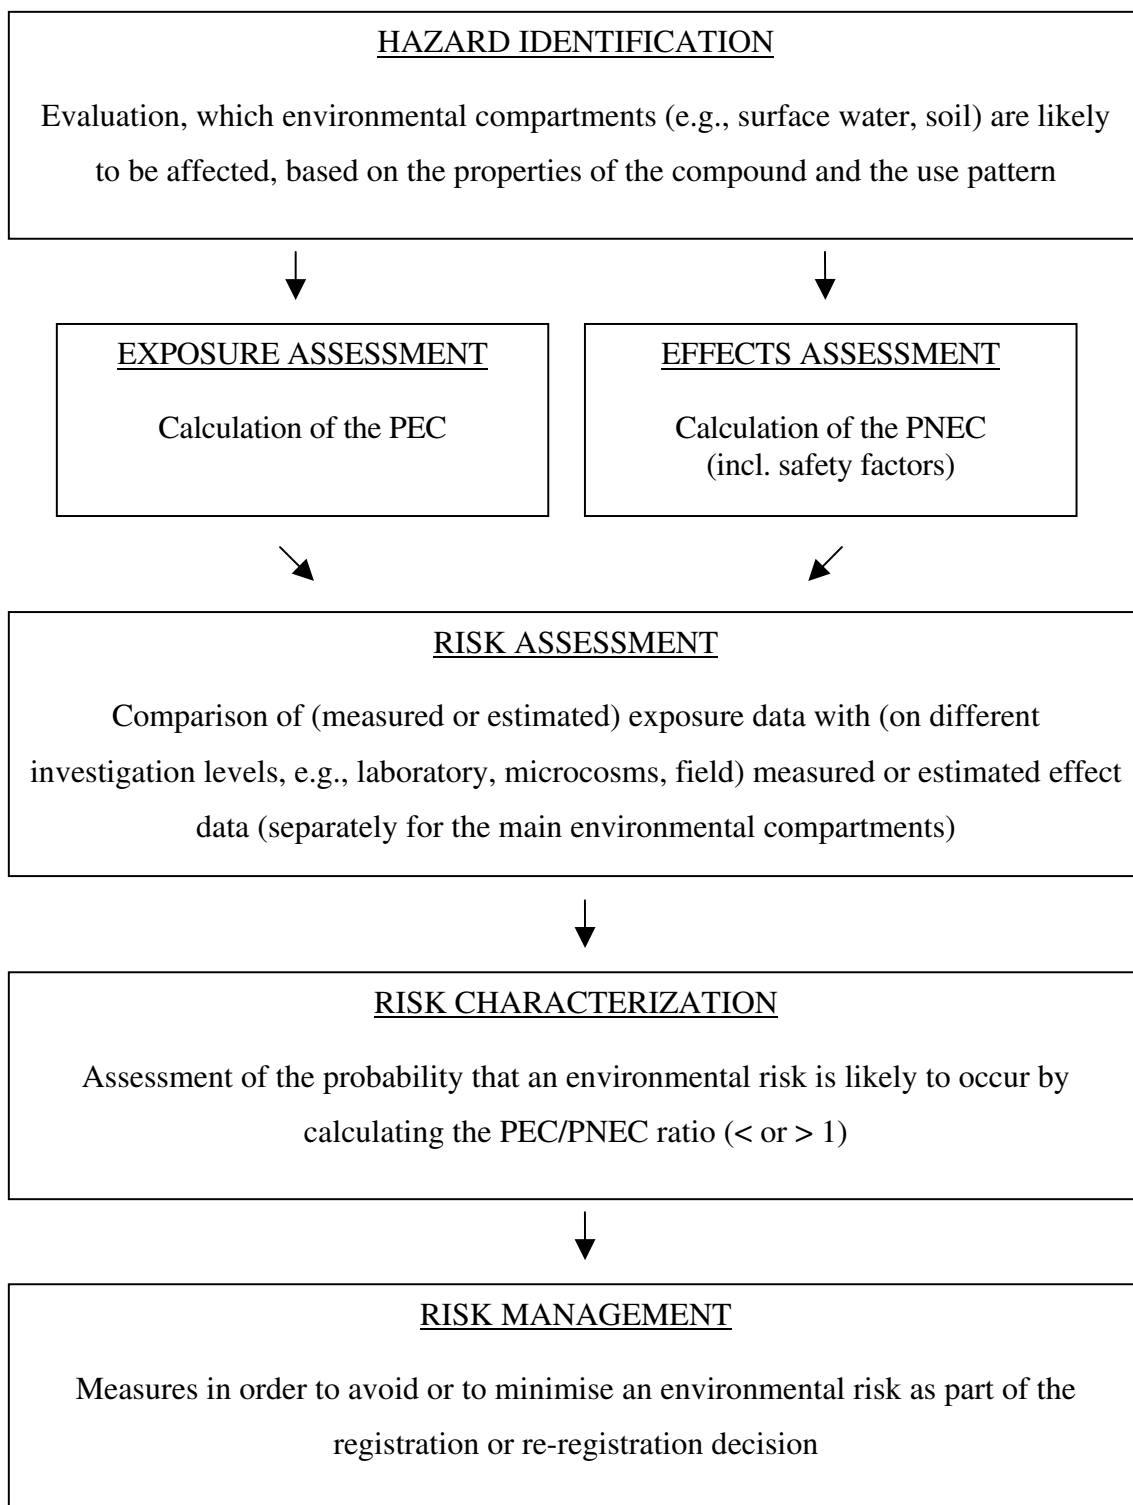 HAZARD IDENTIFICATION
Evaluation, which environmental compartments (e.g., surface water, soil) are likely
to be affected, based on the properties of the compound and the use pattern
EXPOSURE ASSESSMENT
Calculation of the PEC
EFFECTS ASSESSMENT
Calculation of the PNEC
(incl. safety factors)
RISK ASSESSMENT
Comparison of (measured or estimated) exposure data with (on different
investigation levels, e.g., laboratory, microcosms, field) measured or estimated effect
data (separately for the main environmental compartments)
RISK CHARACTERIZATION
Assessment of the probability that an environmental risk is likely to occur by
calculating the PEC/PNEC ratio (< or > 1)
RISK MANAGEMENT
Measures in order to avoid or to minimise an environmental risk as part of the
registration or re-registration decision